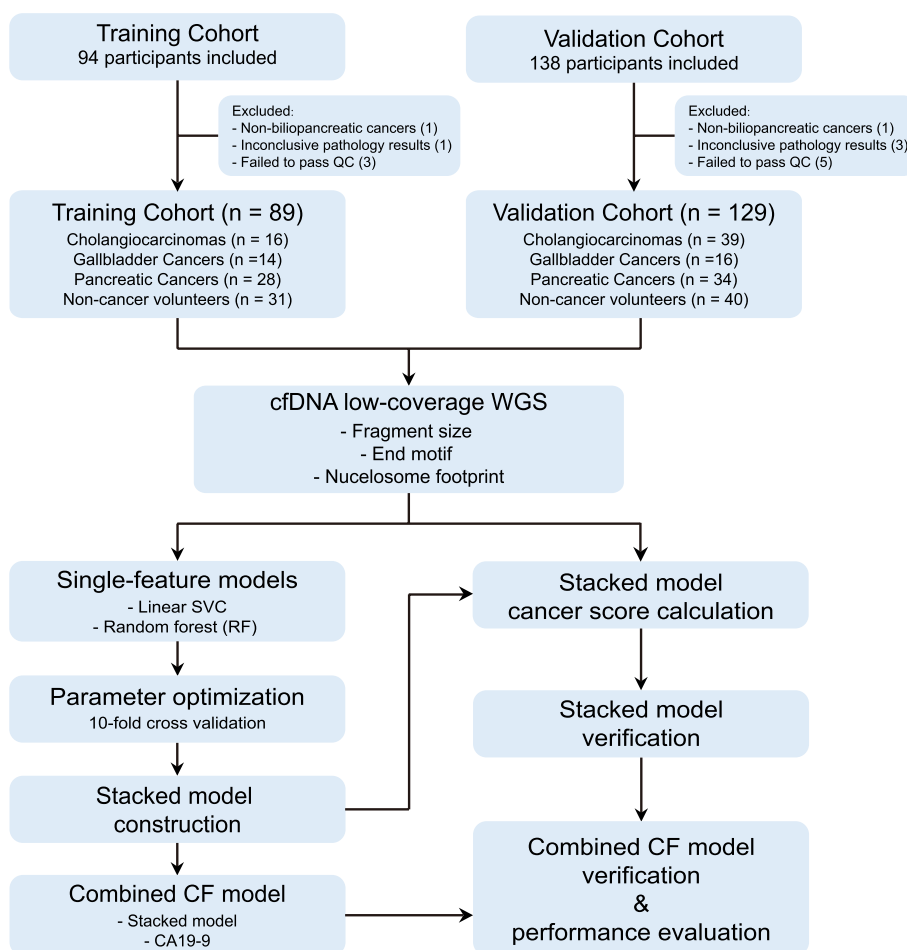 Training Cohort
94 participants included
Validation Cohort
138 participants included
Excluded:
- Non-biliopancreatic cancers (1)
- Inconclusive pathology results (1)
- Failed to pass QC (3)
Excluded:
- Non-biliopancreatic cancers (1)
- Inconclusive pathology results (3)
- Failed to pass QC (5)
Training Cohort (n = 89)
Cholangiocarcinomas (n = 16)
Gallbladder Cancers (n =14)
Pancreatic Cancers (n = 28)
Non-cancer volunteers (n = 31)
Validation Cohort (n = 129)
Cholangiocarcinomas (n = 39)
Gallbladder Cancers (n =16)
Pancreatic Cancers (n = 34)
Non-cancer volunteers (n = 40)
cfDNA low-coverage WGS
- Fragment size
- End motif
- Nucelosome footprint
Single-feature models
- Linear SVC
- Random forest (RF)
Parameter optimization
10-fold cross validation
Stacked model
construction
Combined CF model
- Stacked model
- CA19-9
Stacked model
cancer score calculation
Stacked model
verification
Combined CF model
verification
&
performance evaluation